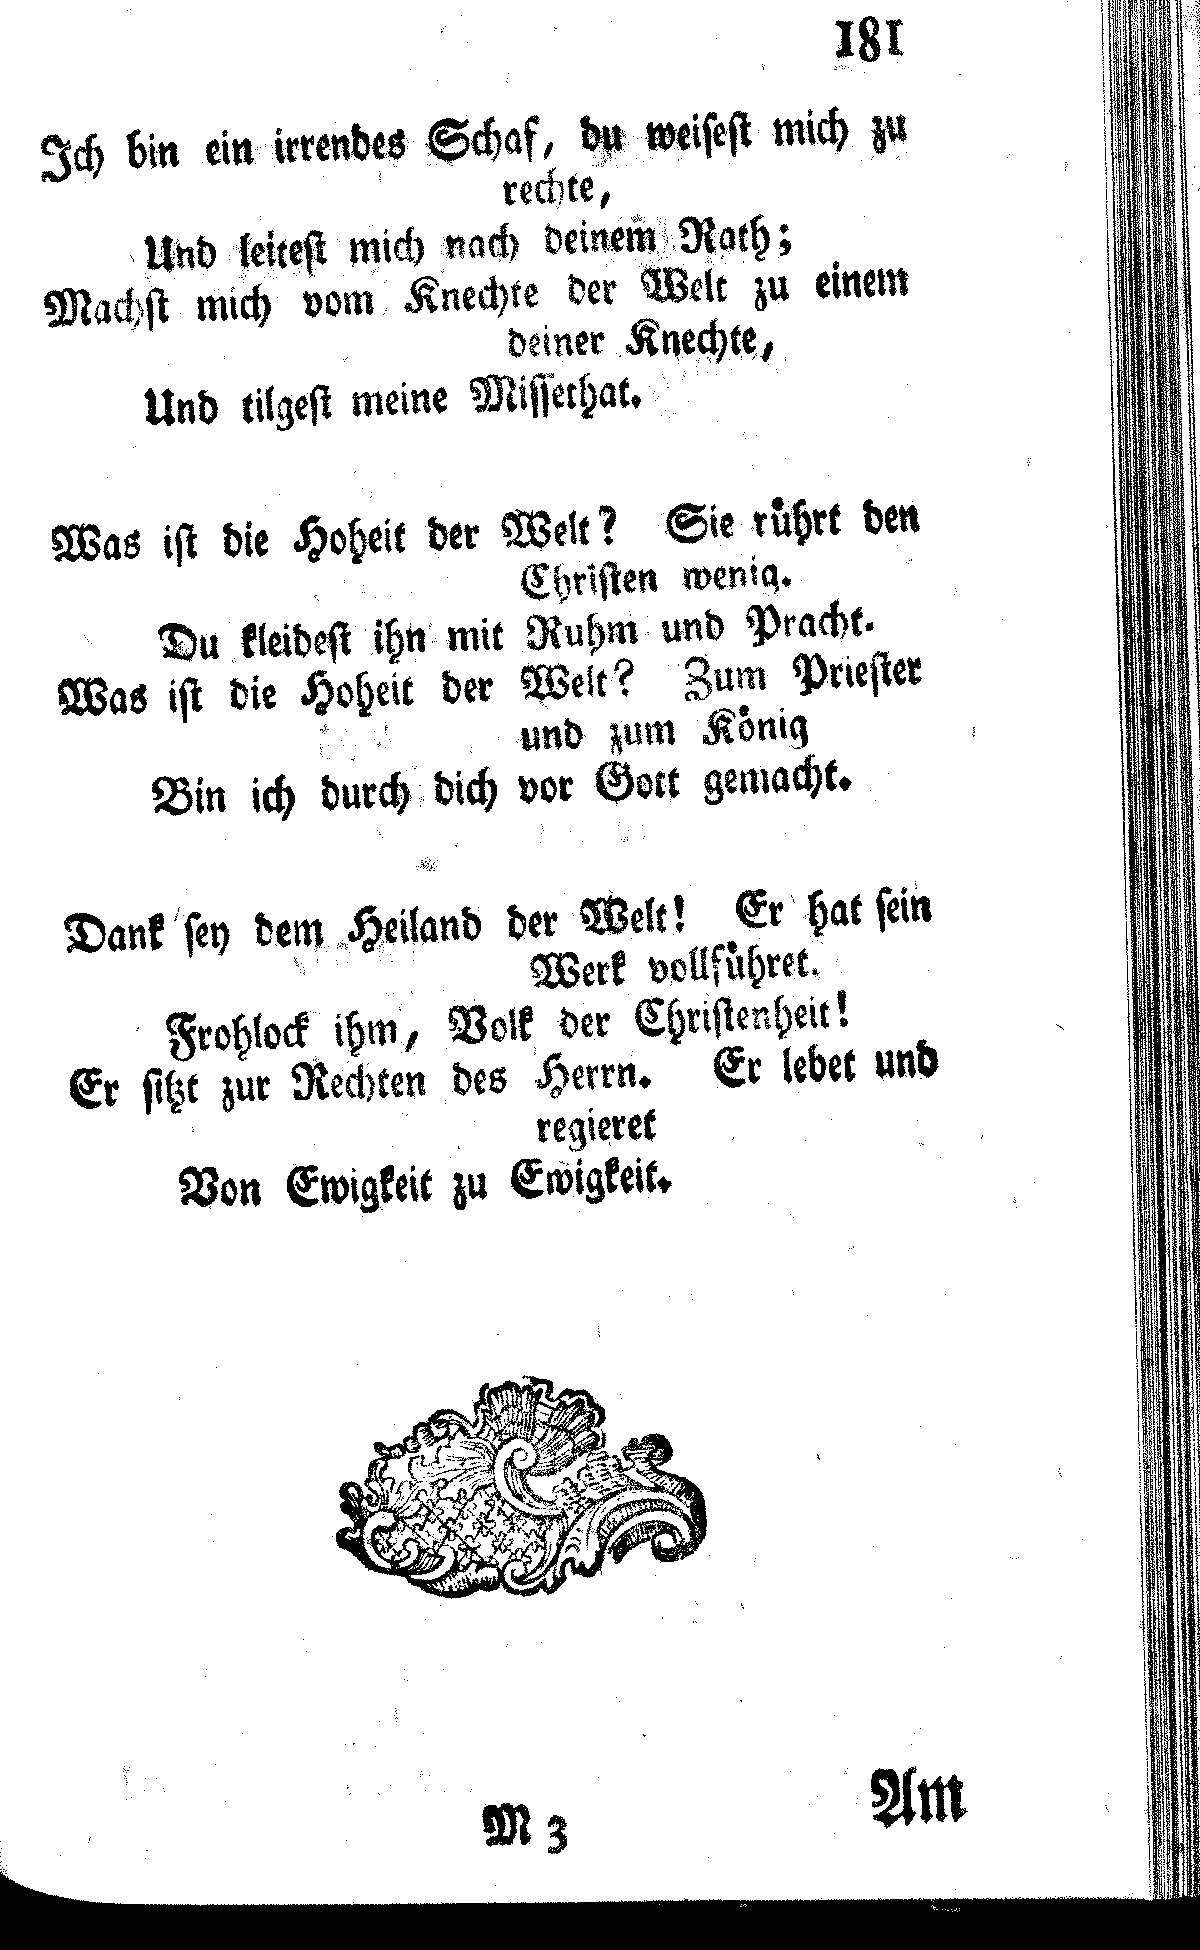 181
Ich bin ein irrendes Schaf, du weisest mich zu
rechte,
Und leitest mich nach deinem Rath;
Machst mich vom Knechte der Welt zu einem
deiner Knechte,
Und tilgest meine Missethat.
Was ist die Hoheit der Welt? Sie rührt den
Christen wenig.
Du kleidest ihn mit Ruhm und Pracht.
Was ist die Hoheit der Welt? Zum Priester
und zum König
Bin ich durch dich vor Gott gemacht.
Dank sey dem Heiland der Welt! Er hat sein
Werk vollführet.
Frohlock ihm, Volk der Christenheit!
Er sitzt zur Rechten des Herrn. Er lebet und
regieret
Von Ewigkeit zu Ewigkeit.
M 3
Am